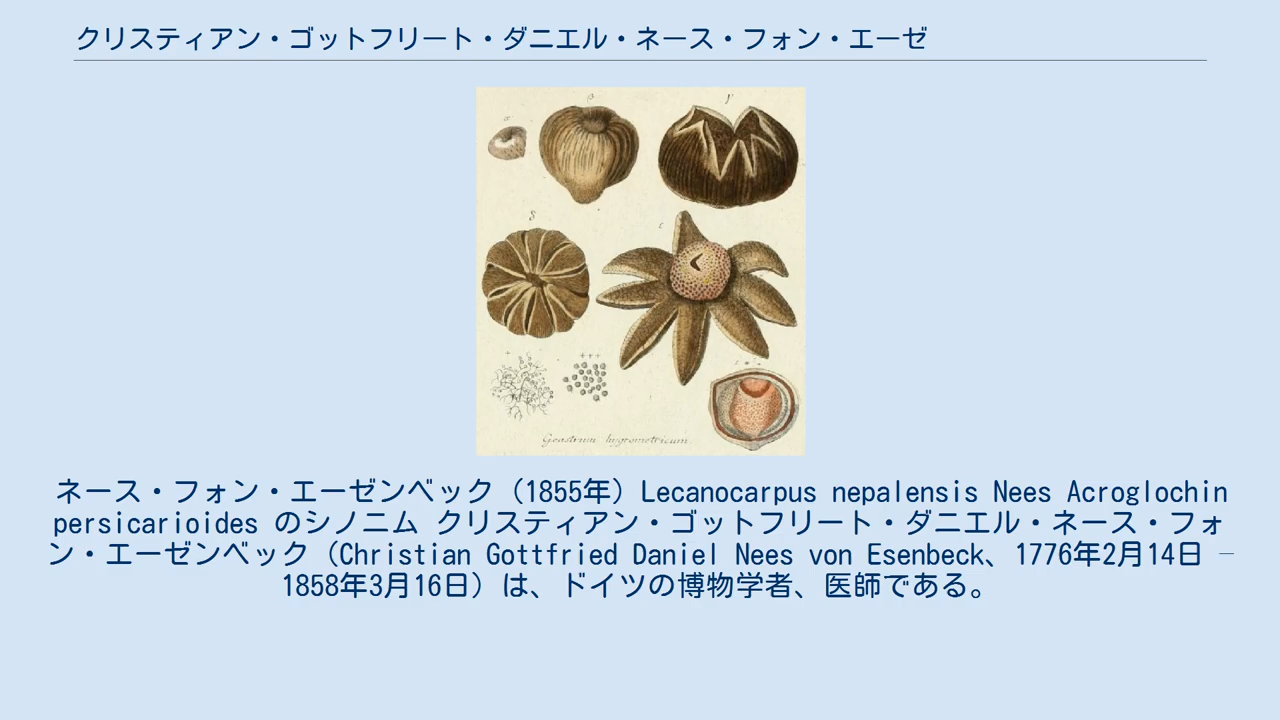 クリスティアン・ゴットフリート・ダニエル・ネース・フォン・エーゼ
Geastrum hygrometricum.
ネース・フォン・エーゼンベック（1855年）Lecanocarpus nepalensis Nees Acroglochin
persicarioides のシノニム クリスティアン・ゴットフリート・ダニエル・ネース・フォ
ン・エーゼンベック（Christian Gottfried Daniel Nees von Esenbeck、1776年2月14日 –
1858年3月16日）は、ドイツの博物学者、医師である。